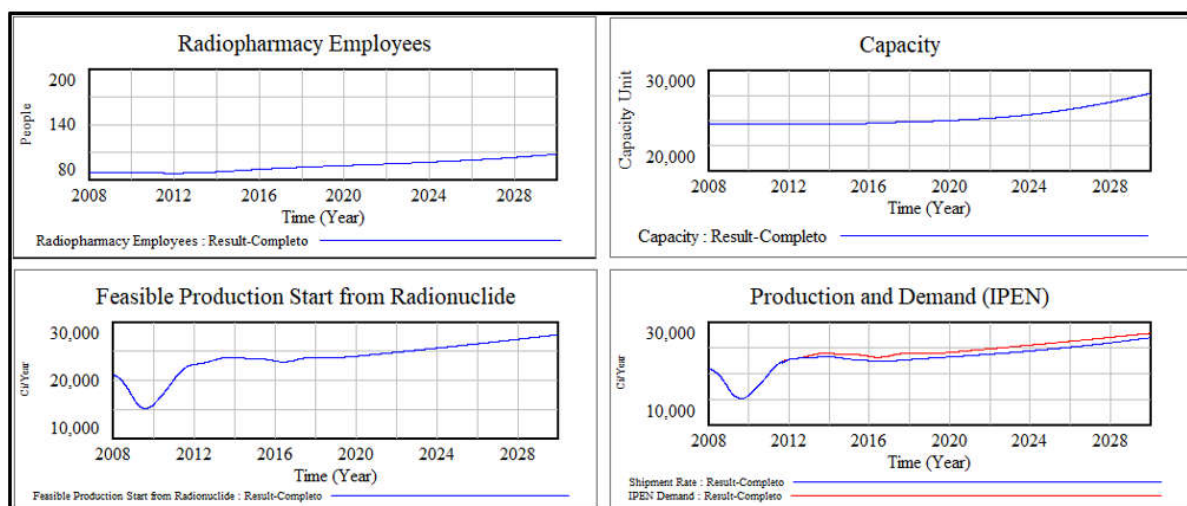 Radiopharmacy Employees
200
140
80
People
2008 2012 2016 2020 2024 2028
Time (Year)
Radiopharmacy Employees : Result-Completo
Capacity
30,000
20,000
Capacity Unit
2008 2012 2016 2020 2024 2028
Time (Year)
Capacity : Result-Completo
Feasible Production Start from Radionuclide
30,000
20,000
10,000
Ci/Year
2008 2012 2016 2020 2024 2028
Time (Year)
Feasible Production Start from Radionuclide : Result-Completo
Production and Demand (IPEN)
30,000
10,000
Ci/Year
2008 2012 2016 2020 2024 2028
Time (Year)
Shipment Rate : Result-Completo
IPEN Demand : Result-Completo